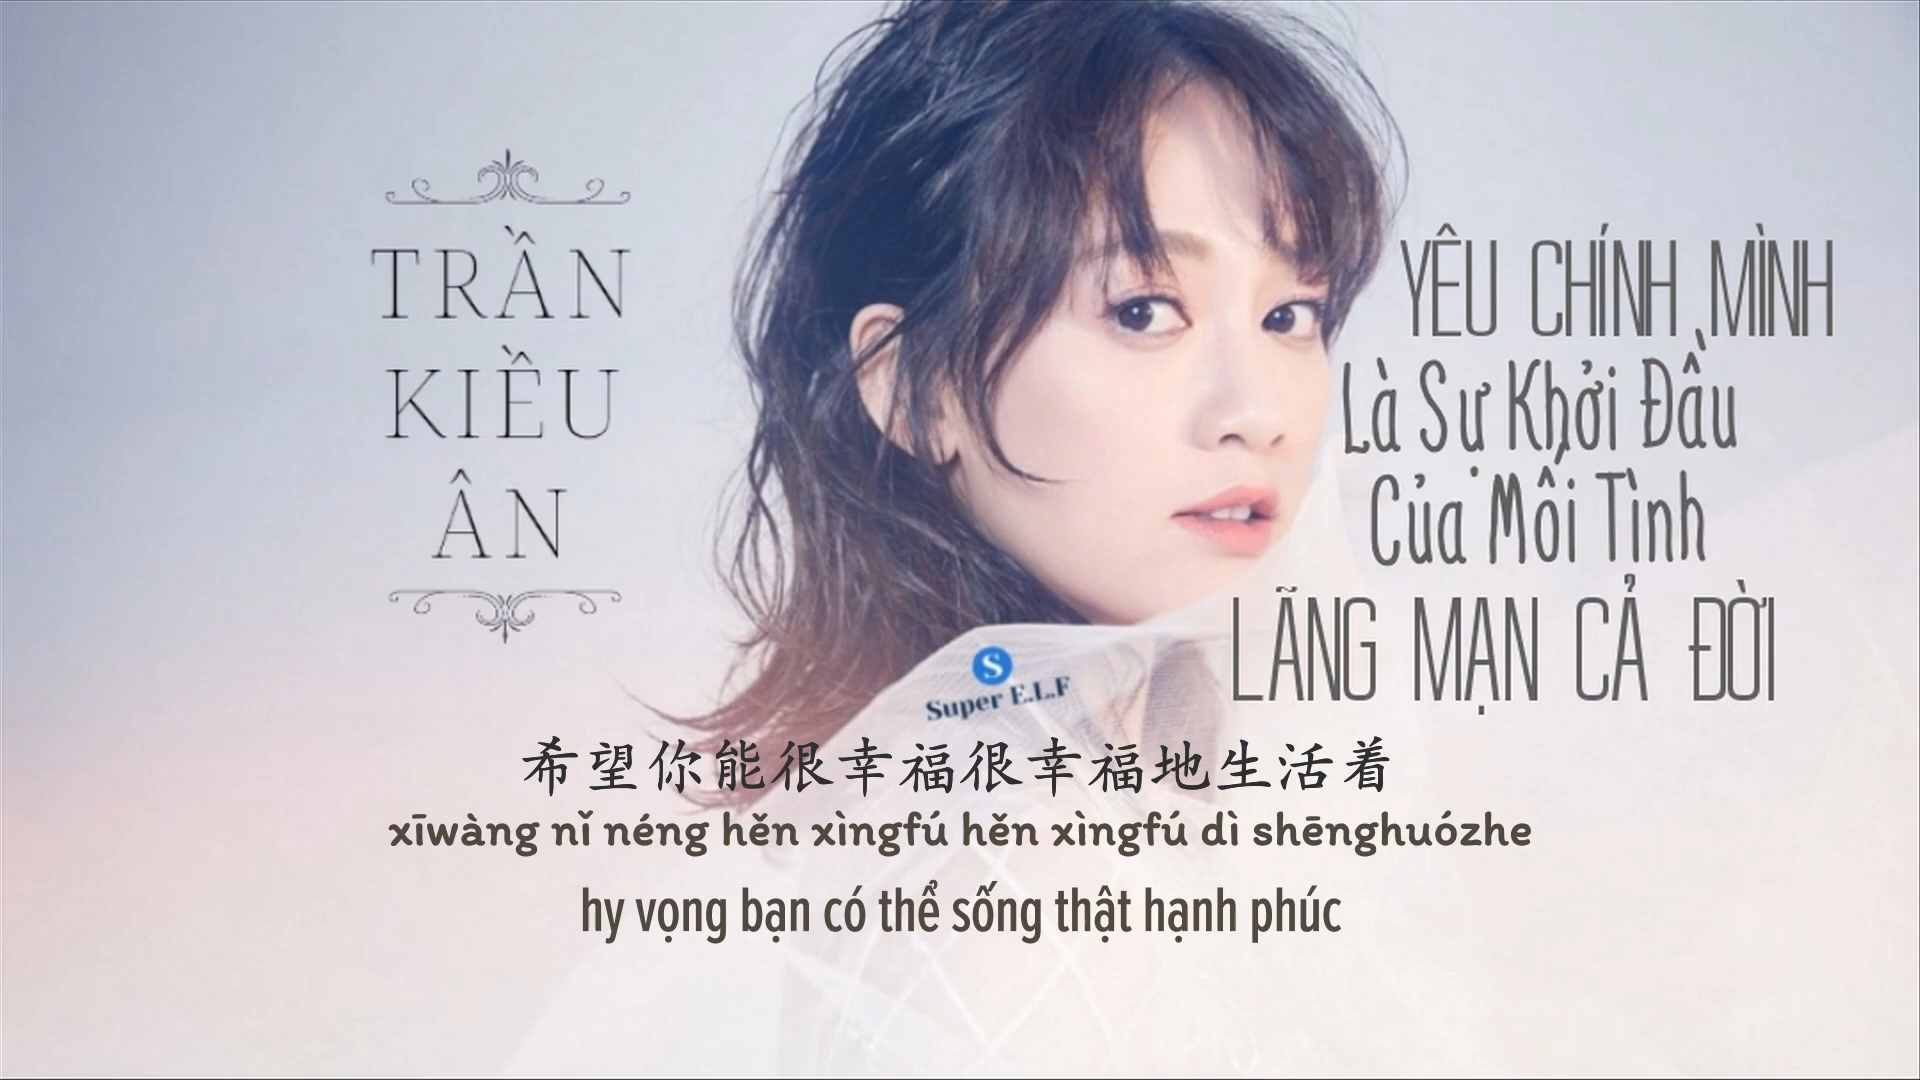 TRẦN
KIỀU
ÂN
YÊU CHÍNH MÌNH
Là Sự Khởi Đầu
Của Mối Tình
LÃNG MẠN CẢ ĐỜI
S
Super E.L.F
希望你能很幸福很幸福地生活着
xīwàng nǐ néng hěn xìngfú hěn xìngfú dì shēnghuózhe
hy vọng bạn có thể sống thật hạnh phúc